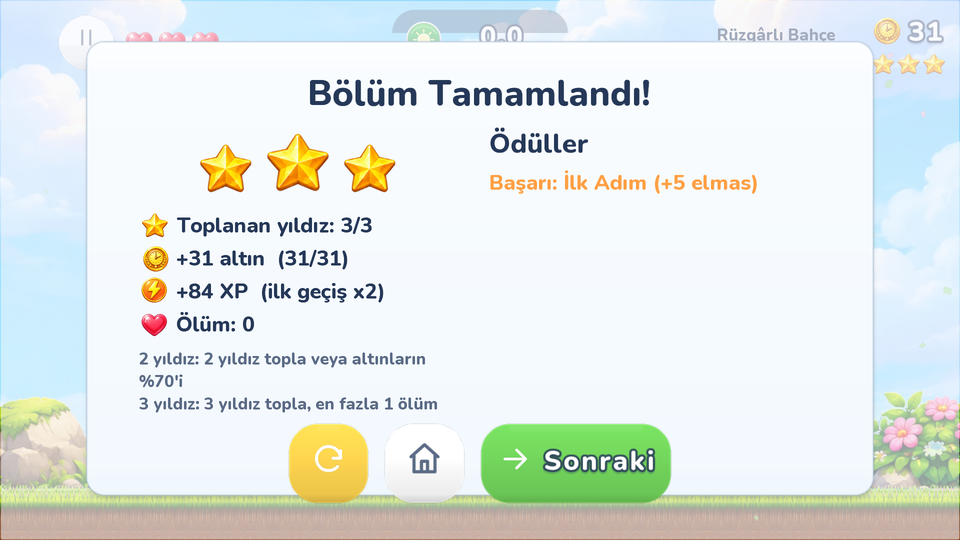 0.0
Rüzgârlı Bahçe
31
Bölüm Tamamlandı!
Toplanan yıldız: 3/3
+31 altın (31/31)
+84 XP (ilk geçiş x2)
Ölüm: 0
2 yıldız: 2 yıldız topla veya altınların
%70'i
3 yıldız: 3 yıldız topla, en fazla 1 ölüm
Ödüller
Başarı: İlk Adım (+5 elmas)
Sonraki